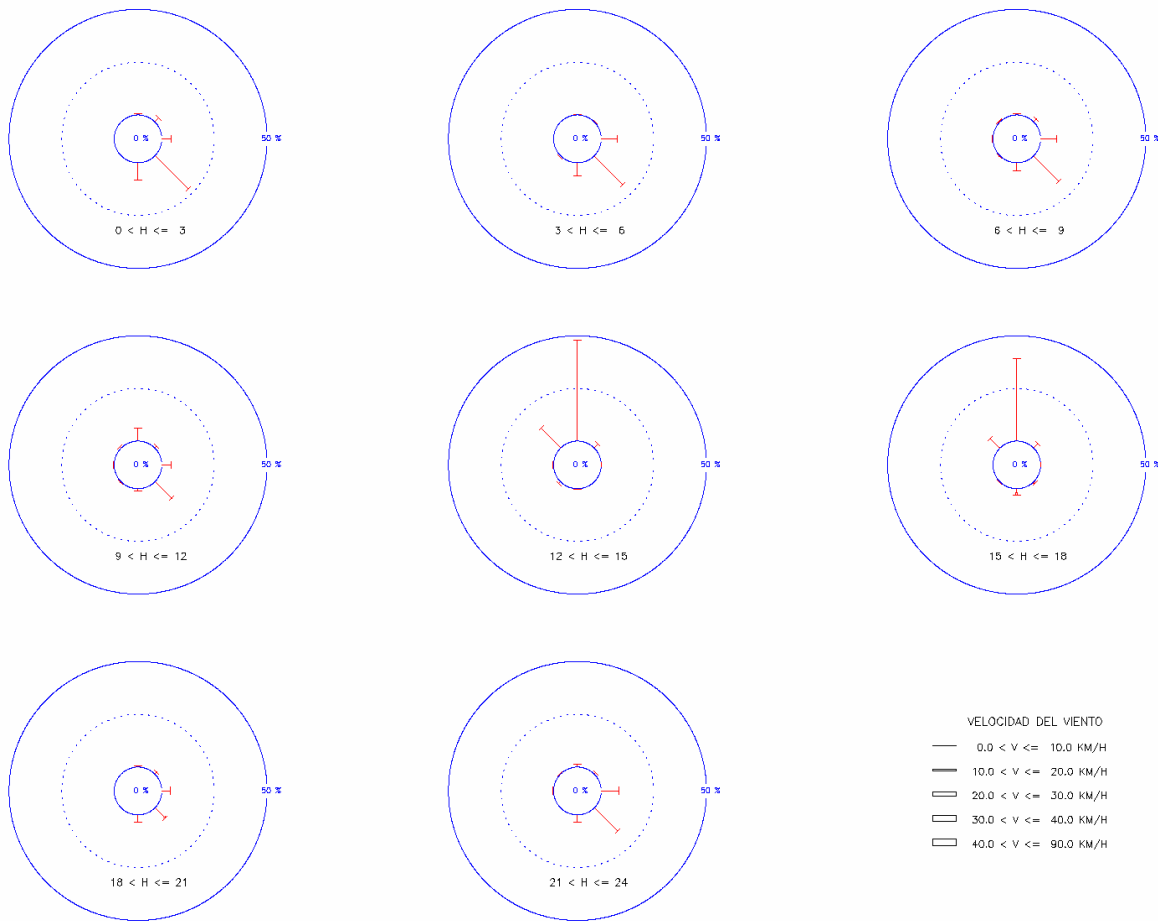 0 %
50 %
0 < H <= 3
0 %
50 %
3 < H <= 6
0 %
50 %
6 < H <= 9
0 %
50 %
9 < H <= 12
0 %
50 %
12 < H <= 15
0 %
50 %
15 < H <= 18
0 %
50 %
18 < H <= 21
0 %
50 %
21 < H <= 24
VELOCIDAD DEL VIENTO
0.0 < V <= 10.0 KM/H
10.0 < V <= 20.0 KM/H
20.0 < V <= 30.0 KM/H
30.0 < V <= 40.0 KM/H
40.0 < V <= 90.0 KM/H